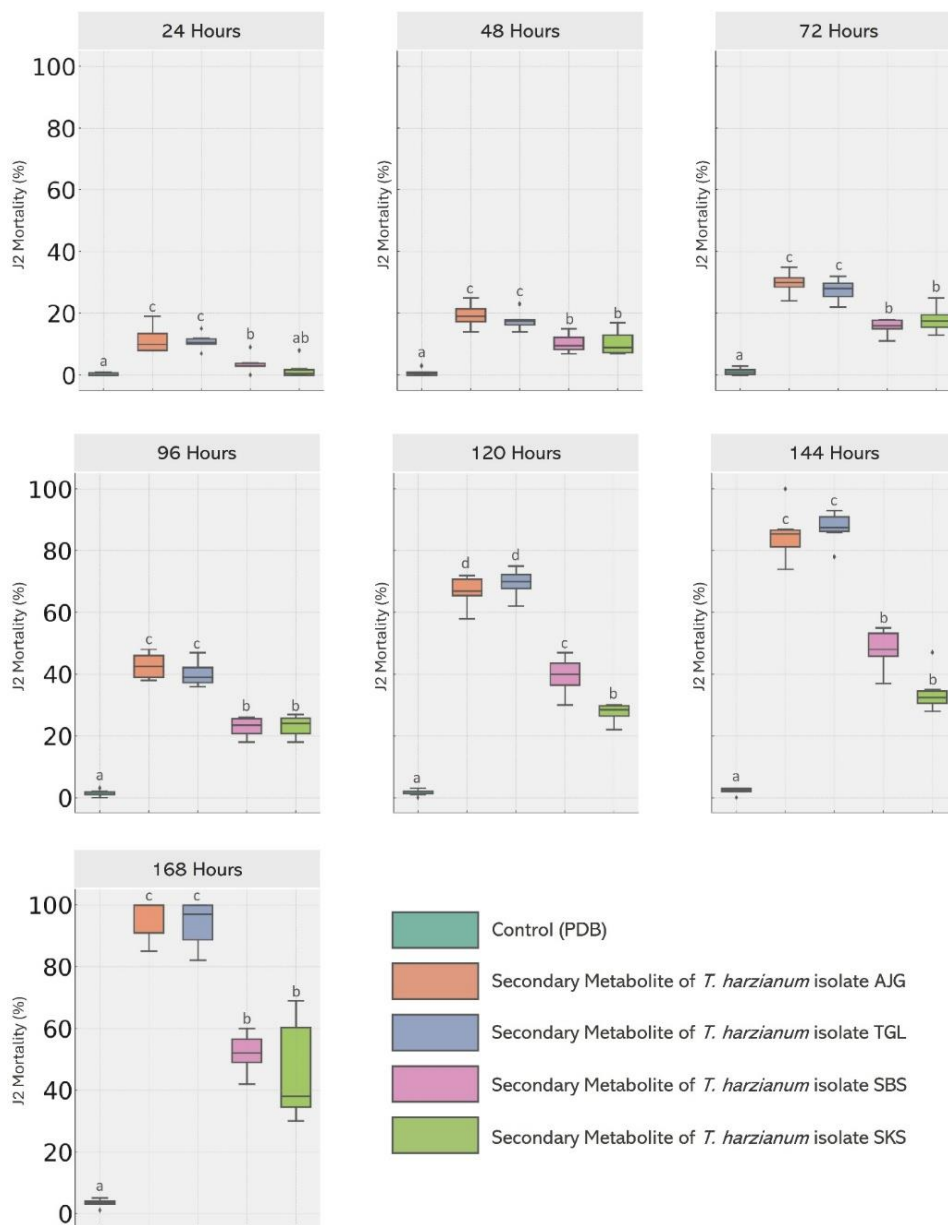 24 Hours
48 Hours
72 Hours
J2 Mortality (%)
100
80
60
40
20
0
a
c
c
b
ab
J2 Mortality (%)
a
c
c
b
b
J2 Mortality (%)
a
c
c
b
b
96 Hours
120 Hours
144 Hours
J2 Mortality (%)
100
80
60
40
20
0
a
c
c
b
b
J2 Mortality (%)
a
d
d
c
b
J2 Mortality (%)
a
c
c
b
b
168 Hours
J2 Mortality (%)
100
80
60
40
20
0
a
c
c
b
b
Control (PDB)
Secondary Metabolite of T. harzianum isolate AJG
Secondary Metabolite of T. harzianum isolate TGL
Secondary Metabolite of T. harzianum isolate SBS
Secondary Metabolite of T. harzianum isolate SKS